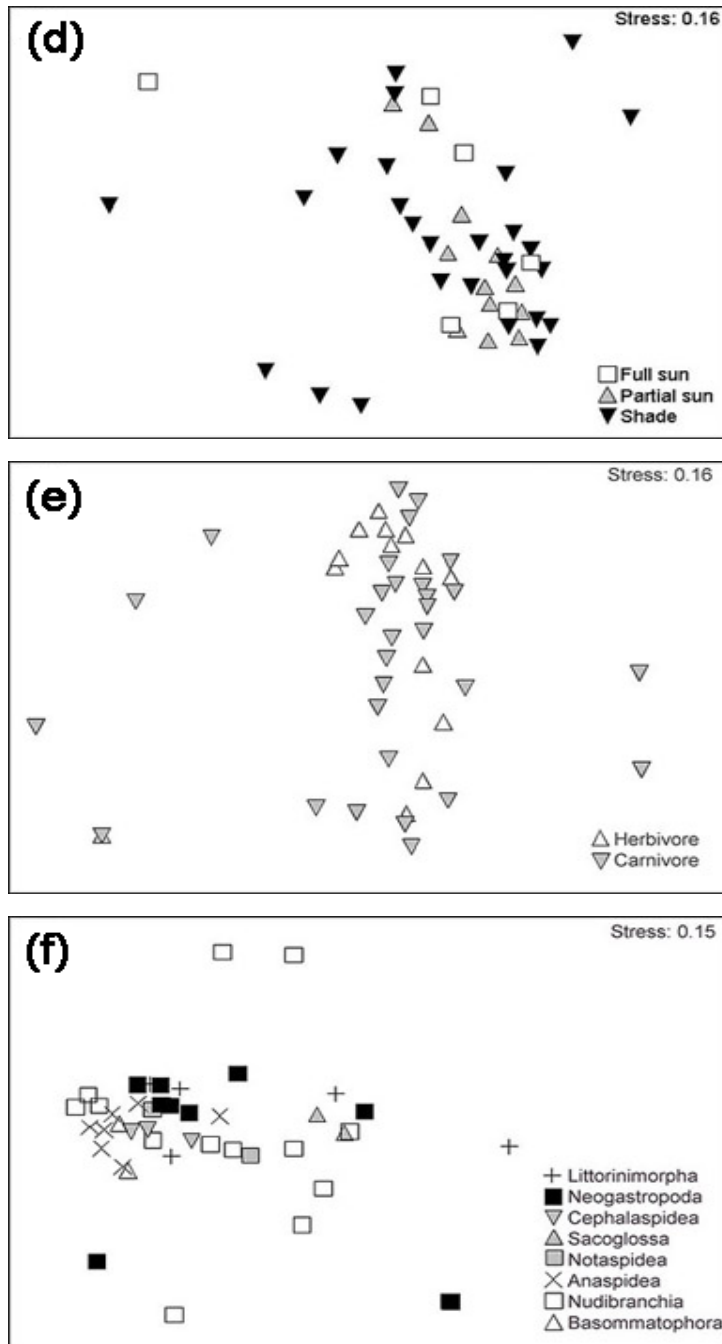 (d)
Stress: 0.16
Full sun
Partial sun
Shade
(e)
Stress: 0.16
Herbivore
Carnivore
(f)
Stress: 0.15
Littorinimorpha
Neogastropoda
Cephalaspidea
Sacoglossa
Notaspidea
Anaspidea
Nudibranchia
Basommatophora